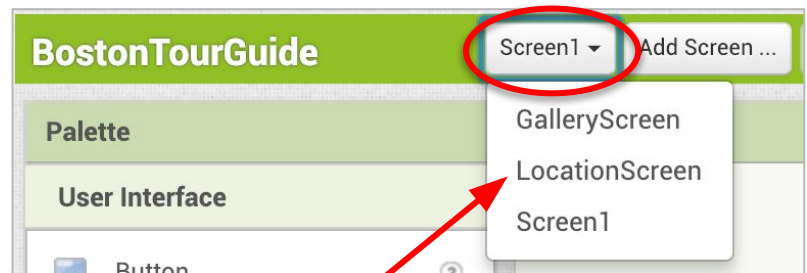 BostonTourGuide
Screen1
Add Screen ...
Palette
User Interface
GalleryScreen
LocationScreen
Screen1
Button